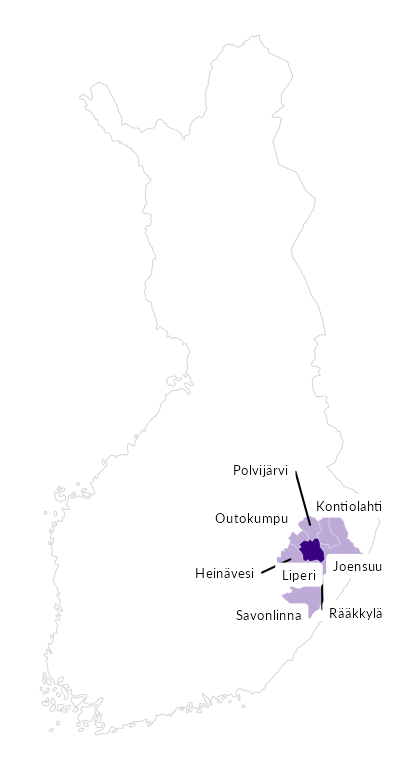 Polvijärvi
Kontiolahti
Outokumpu
Joensuu
Heinävesi
Liperi
Savonlinna
Rääkkylä